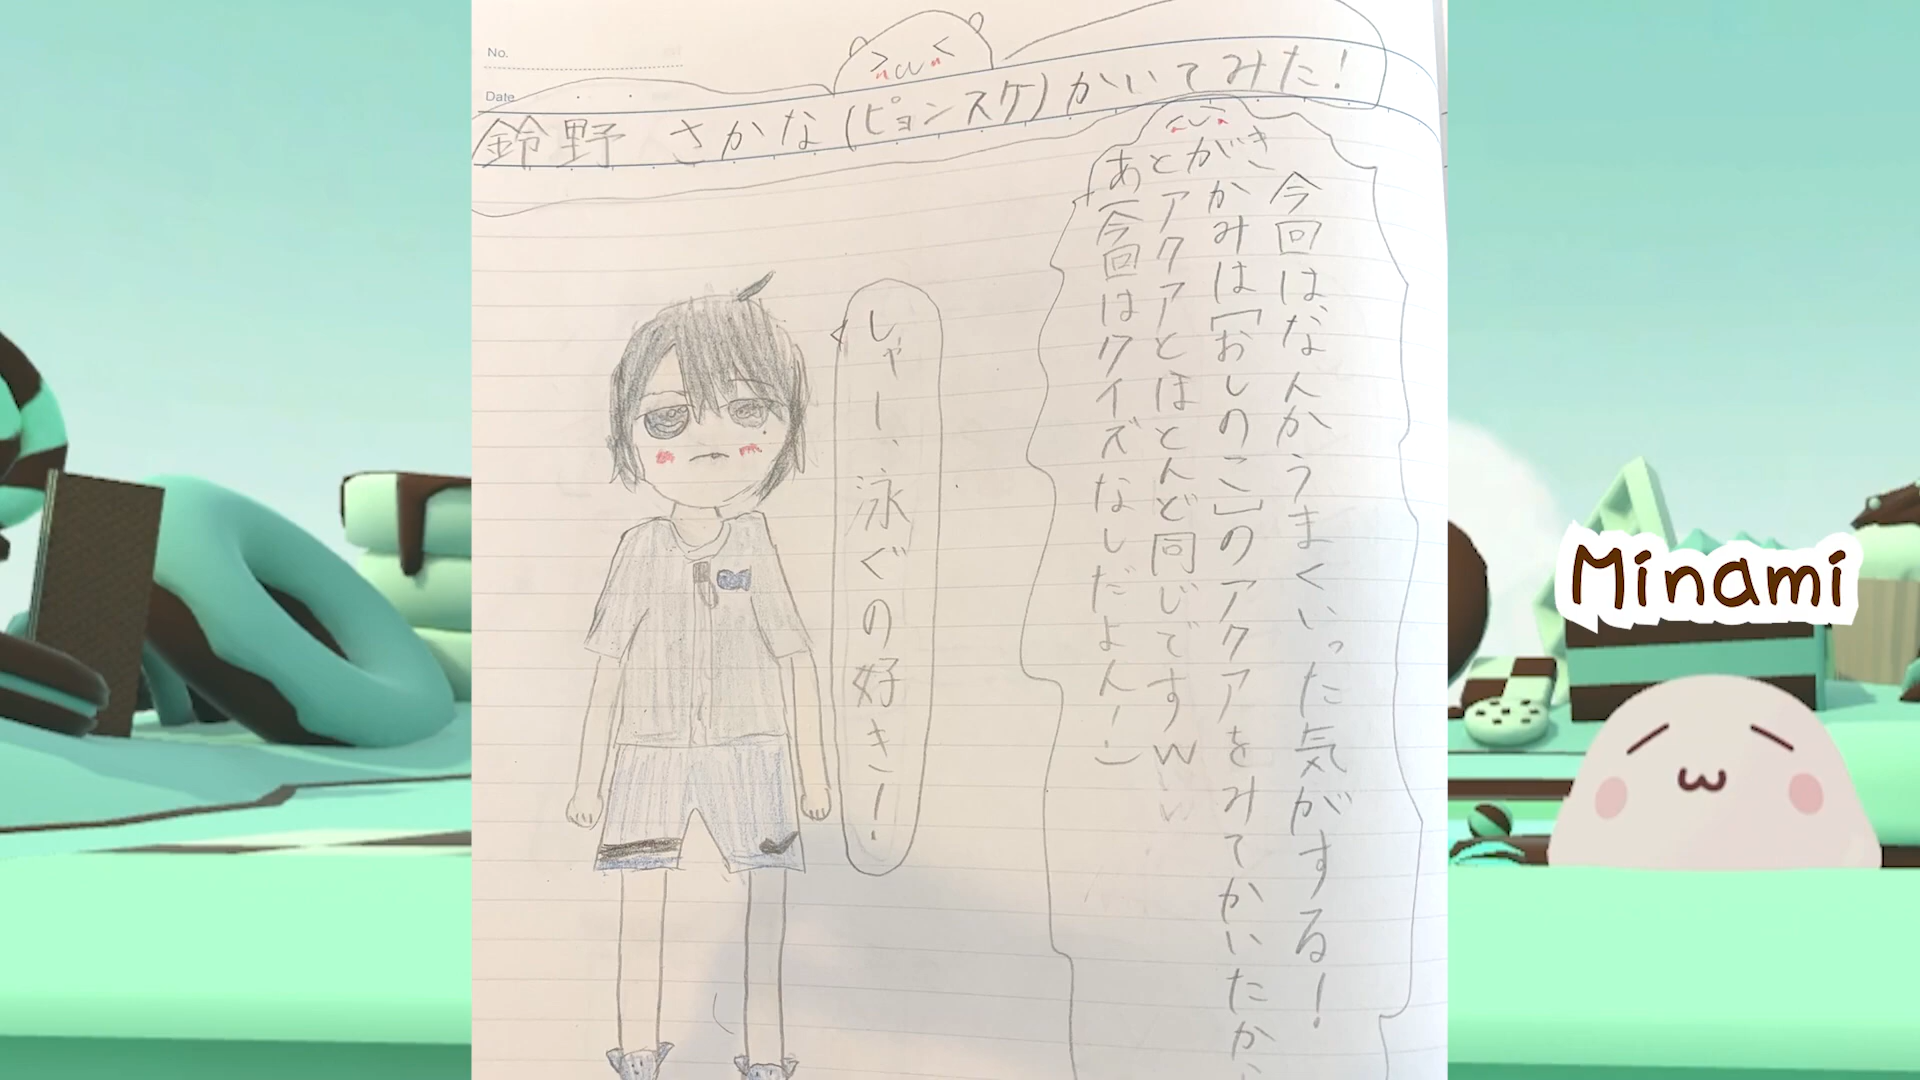 No.
Date
鈴野 さかな(ピョンスケ)かいてみた!
あとがき
今回はなんかうまくいった気がする!
かみは[おしのこ]のアクアをみてかいたから
アクアとほとんど同じですww
(今回はクイズなしだよん!)
しゃー、泳ぐの好きー!
Minami